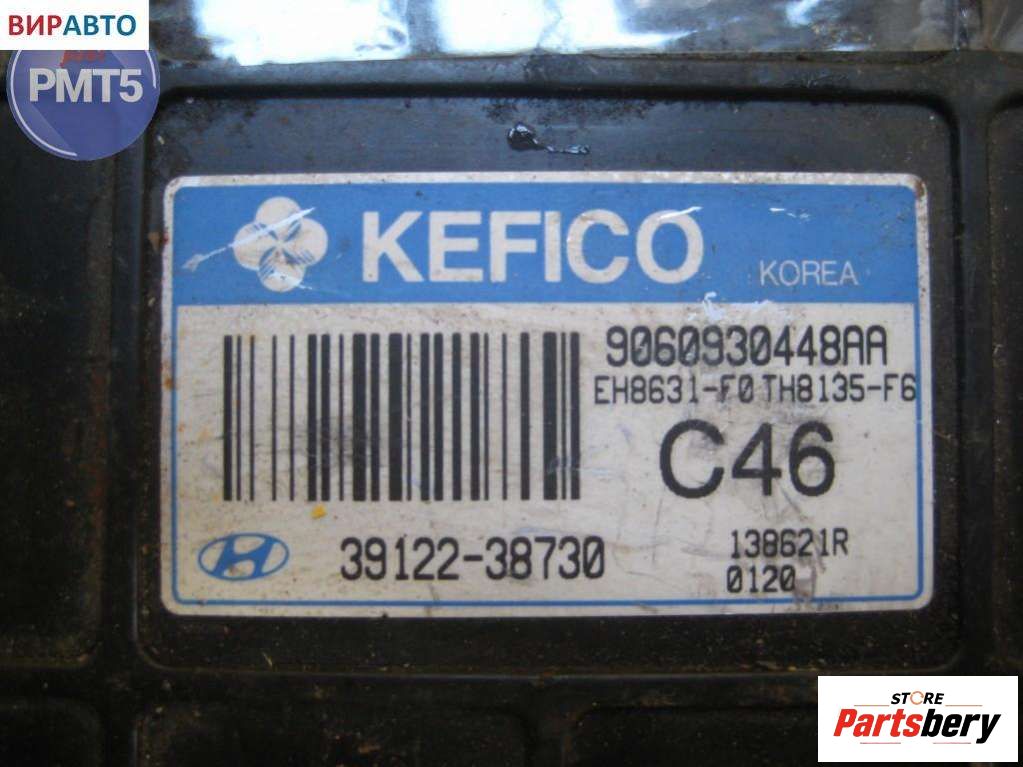 ВИРАВТО
PMT5
KEFICO KOREA
9060930448AA
EH8631-F0 TH8135-F6
C46
39122-38730
138621R
0120
STORE
Partsbery